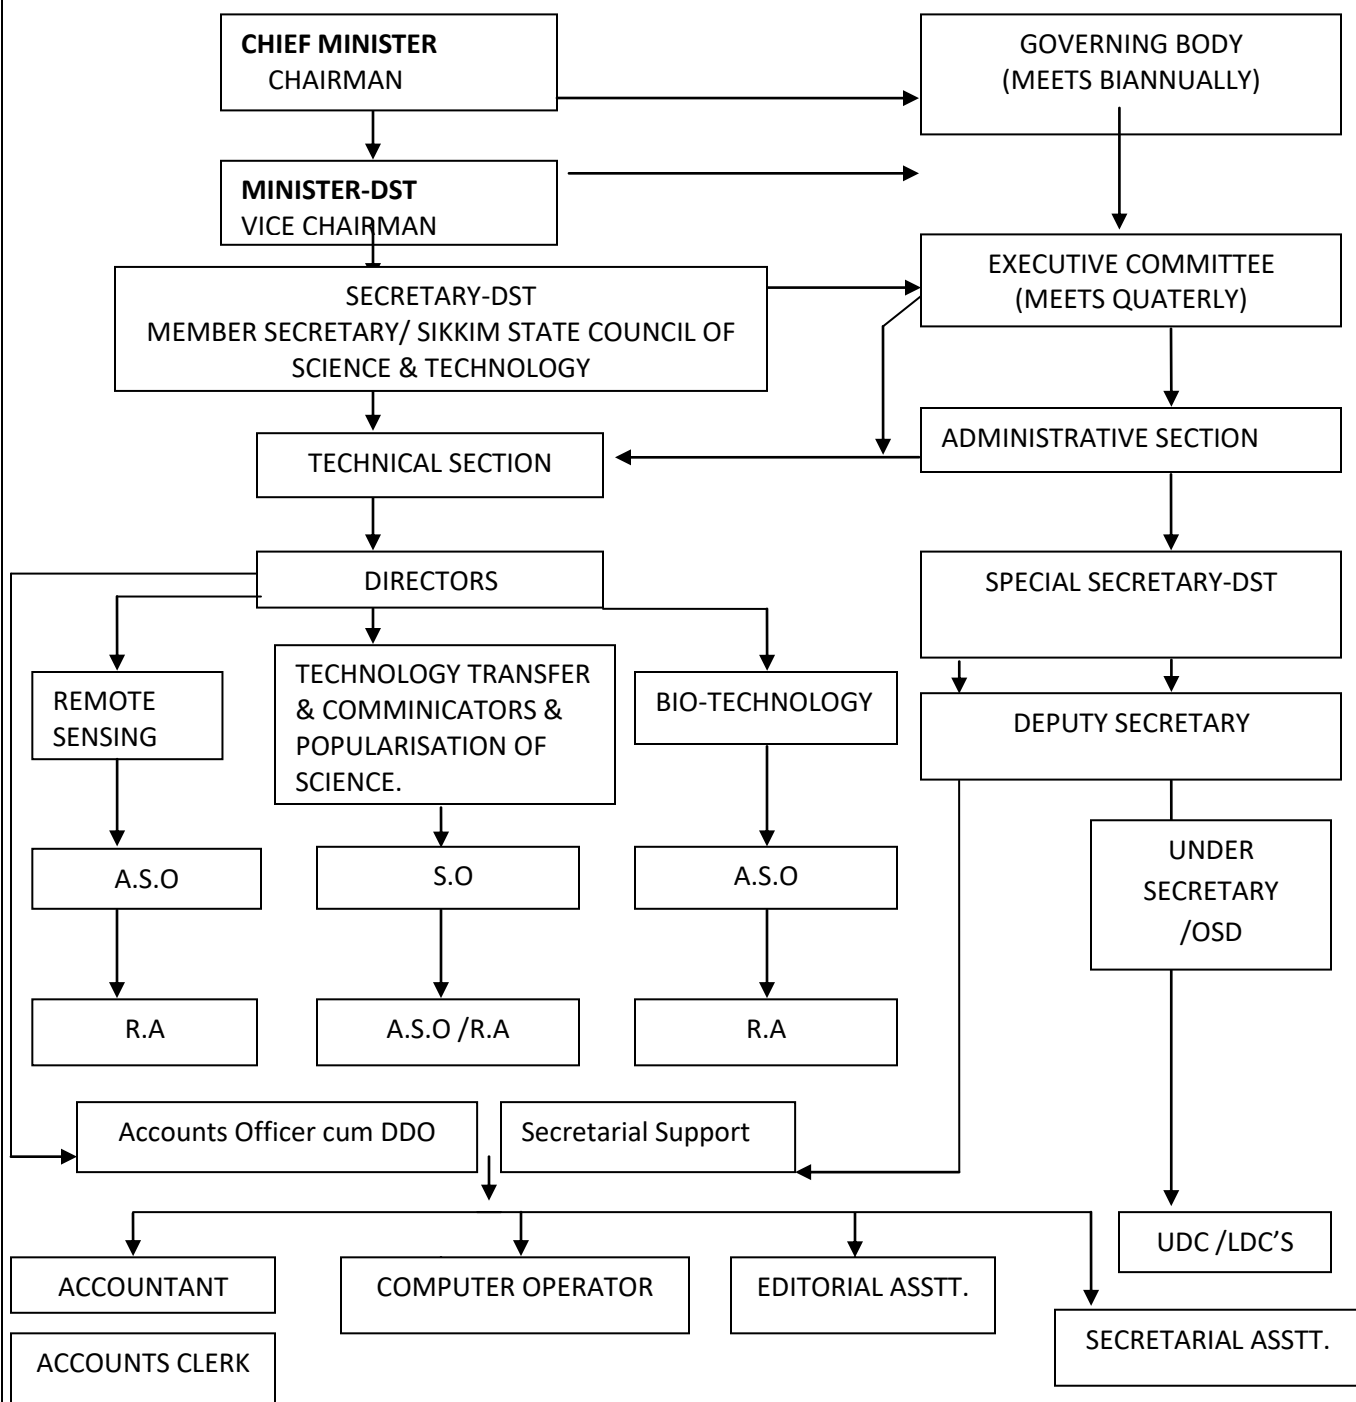 CHIEF MINISTER
CHAIRMAN
GOVERNING BODY
(MEETS BIANNUALLY)
MINISTER-DST
VICE CHAIRMAN
SECRETARY-DST
MEMBER SECRETARY/ SIKKIM STATE COUNCIL OF
SCIENCE & TECHNOLOGY
EXECUTIVE COMMITTEE
(MEETS QUATERLY)
TECHNICAL SECTION
ADMINISTRATIVE SECTION
DIRECTORS
SPECIAL SECRETARY-DST
REMOTE
SENSING
TECHNOLOGY TRANSFER
& COMMINICATORS &
POPULARISATION OF
SCIENCE.
BIO-TECHNOLOGY
DEPUTY SECRETARY
A.S.O
S.O
A.S.O
UNDER
SECRETARY
/OSD
R.A
A.S.O /R.A
R.A
Accounts Officer cum DDO
Secretarial Support
UDC /LDC’S
ACCOUNTANT
COMPUTER OPERATOR
EDITORIAL ASSTT.
SECRETARIAL ASSTT.
ACCOUNTS CLERK